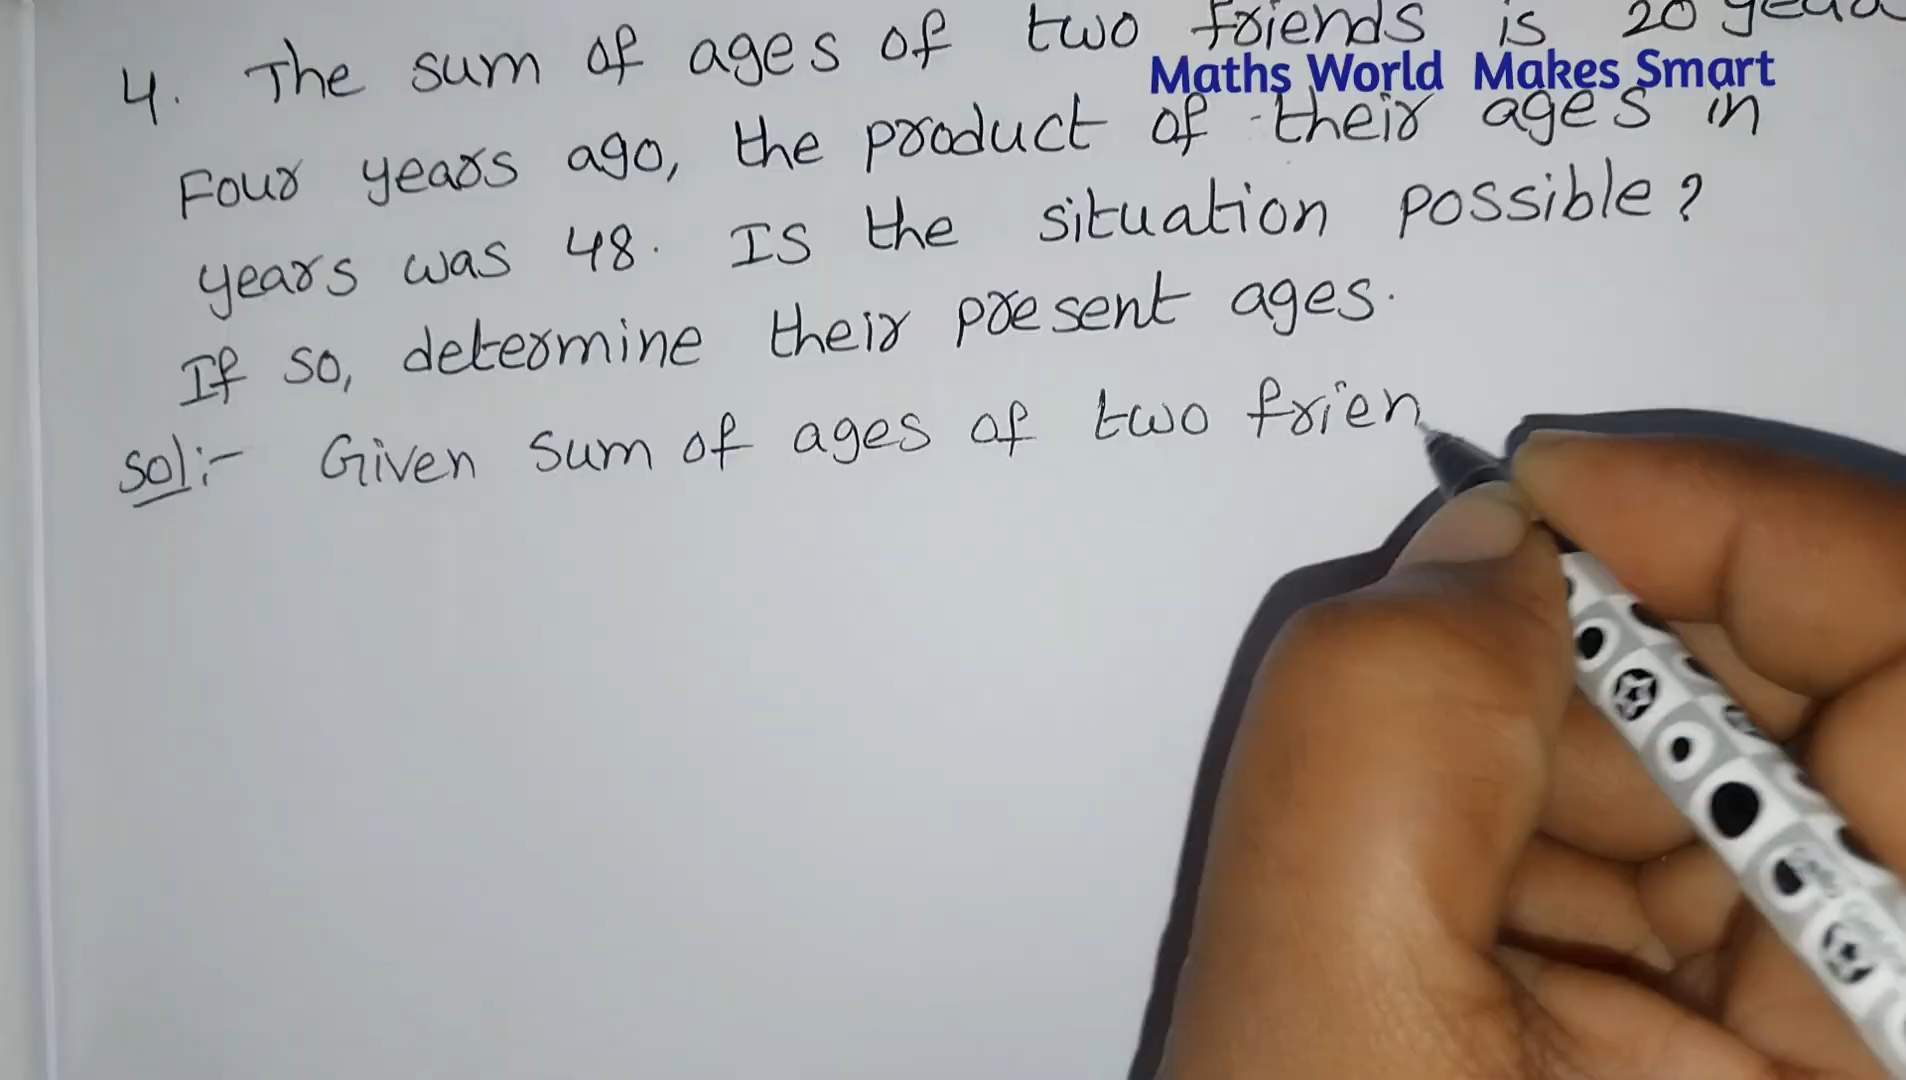 4. The sum of ages of two friends is 20 years
Maths World Makes Smart
Four years ago, the product of their ages in
years was 48. Is the situation possible?
If so, determine their present ages.
Sol:- Given sum of ages of two frien